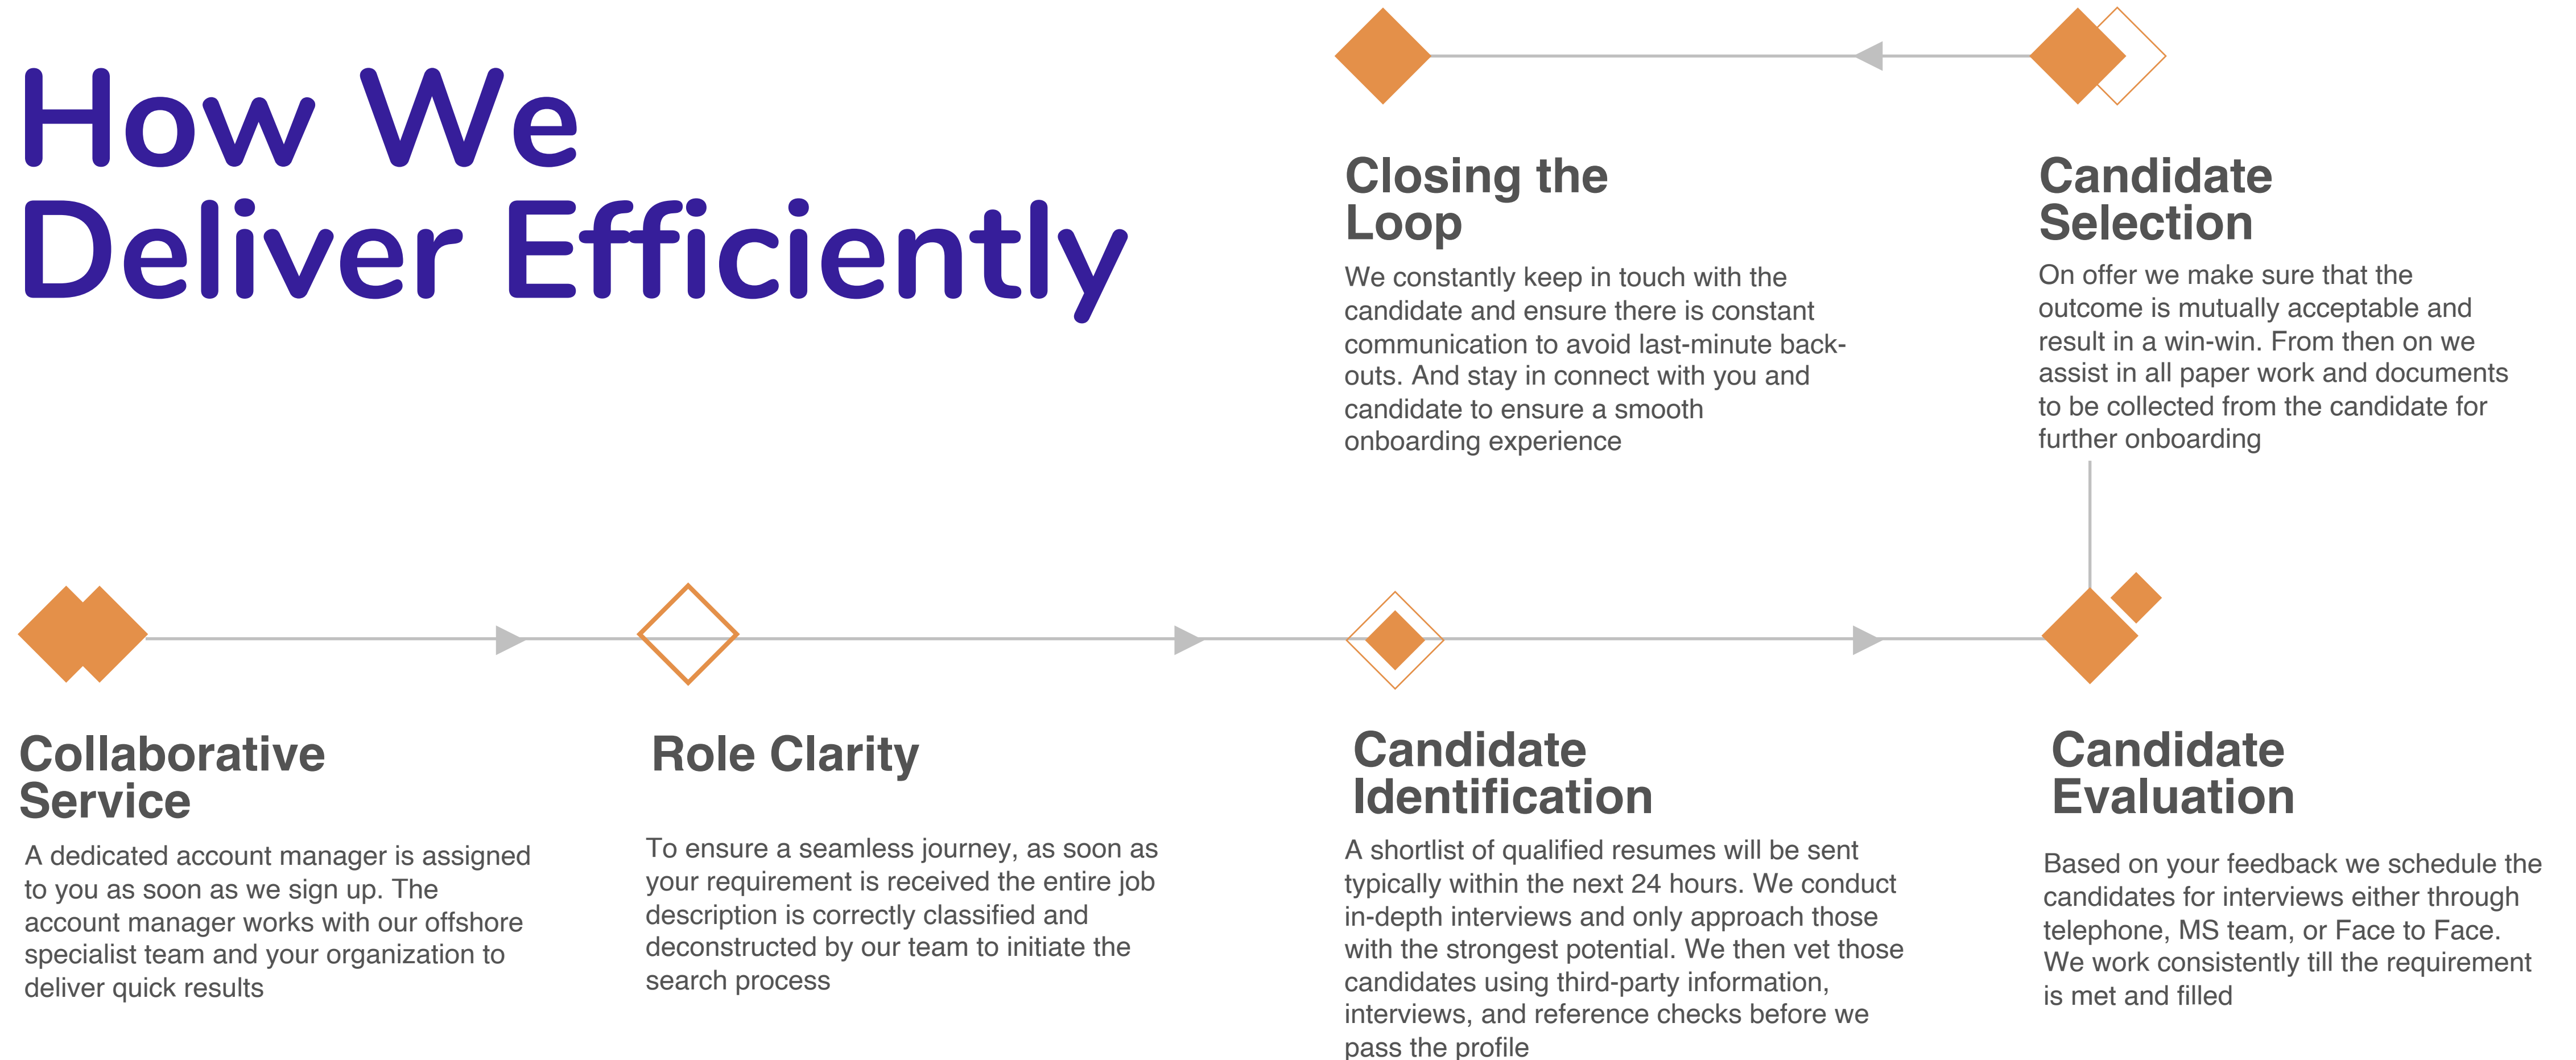 How We
Deliver Efficiently
Closing the
Loop
We constantly keep in touch with the
candidate and ensure there is constant
communication to avoid last-minute back-
outs. And stay in connect with you and
candidate to ensure a smooth
onboarding experience
Candidate
Selection
On offer we make sure that the
outcome is mutually acceptable and
result in a win-win. From then on we
assist in all paper work and documents
to be collected from the candidate for
further onboarding
Collaborative
Service
A dedicated account manager is assigned
to you as soon as we sign up. The
account manager works with our offshore
specialist team and your organization to
deliver quick results
Role Clarity
To ensure a seamless journey, as soon as
your requirement is received the entire job
description is correctly classified and
deconstructed by our team to initiate the
search process
Candidate
Identification
A shortlist of qualified resumes will be sent
typically within the next 24 hours. We conduct
in-depth interviews and only approach those
with the strongest potential. We then vet those
candidates using third-party information,
interviews, and reference checks before we
pass the profile
Candidate
Evaluation
Based on your feedback we schedule the
candidates for interviews either through
telephone, MS team, or Face to Face.
We work consistently till the requirement
is met and filled